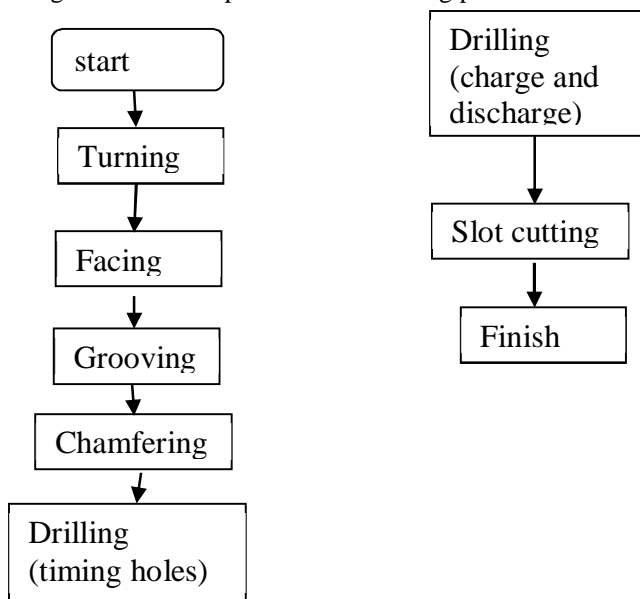 start
Turning
Facing
Grooving
Chamfering
Drilling
(timing holes)
Drilling
(charge and
discharge)
Slot cutting
Finish